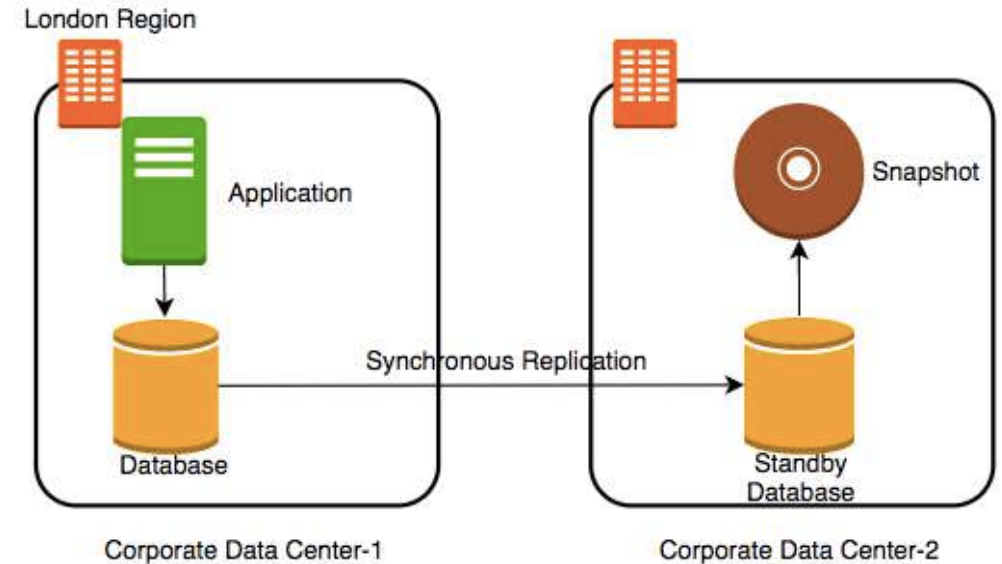 London Region
Application
Snapshot
Synchronous Replication
Database
Standby
Database
Corporate Data Center-1
Corporate Data Center-2